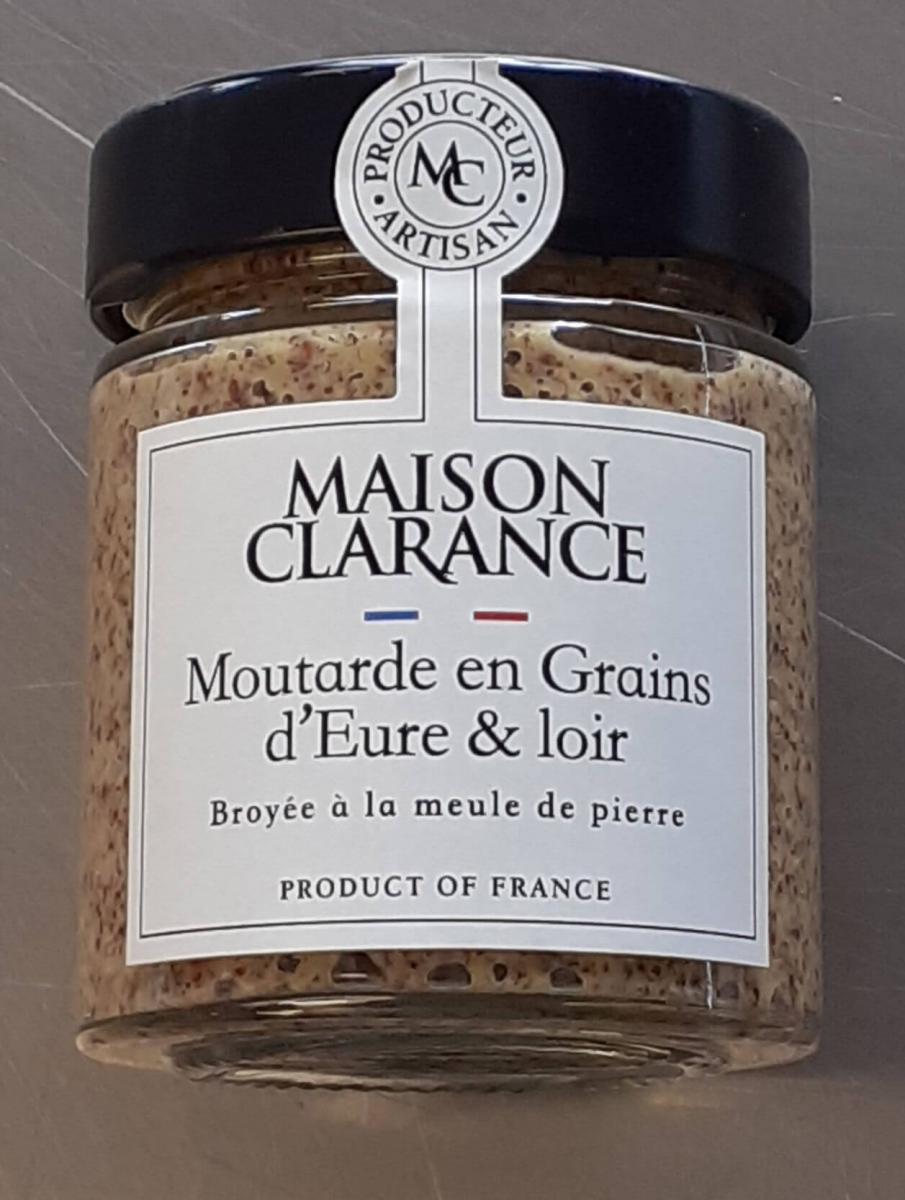 PRODUCTEUR
MC
ARTISAN
MAISON
CLARANCE
Moutarde en Grains
d'Eure & loir
Broyée à la meule de pierre
PRODUCT OF FRANCE